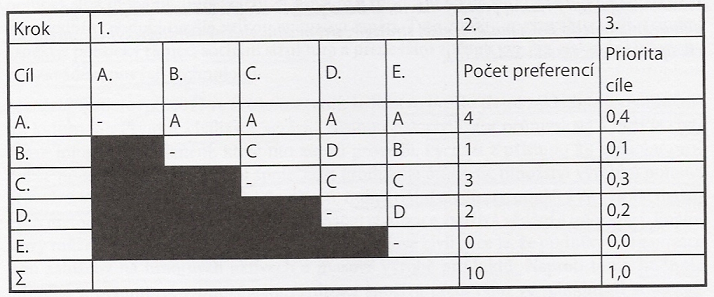 Krok 1. 2. 3.
Cíl A. B. C. D. E. Počet preferencí Priorita
cíle
A. - A A A A 4 0,4
B. - C D B 1 0,1
C. - C C 3 0,3
D. - D 2 0,2
E. - 0 0,0
Σ 10 1,0